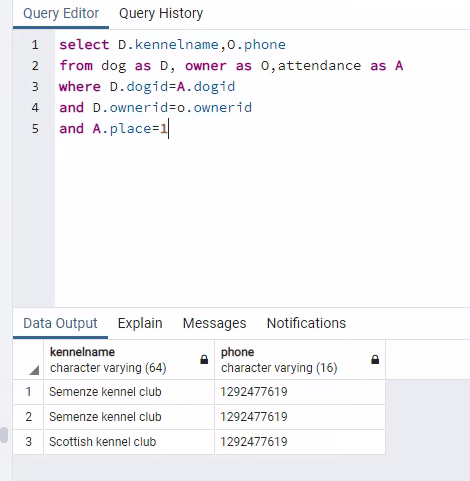 Query Editor Query History
1 select D.kennelname,O.phone
2 from dog as D, owner as O,attendance as A
3 where D.dogid=A.dogid
4 and D.ownerid=o.ownerid
5 and A.place=1
Data Output Explain Messages Notifications
kennelname phone
character varying (64) character varying (16)
1 Semenze kennel club 1292477619
2 Semenze kennel club 1292477619
3 Scottish kennel club 1292477619